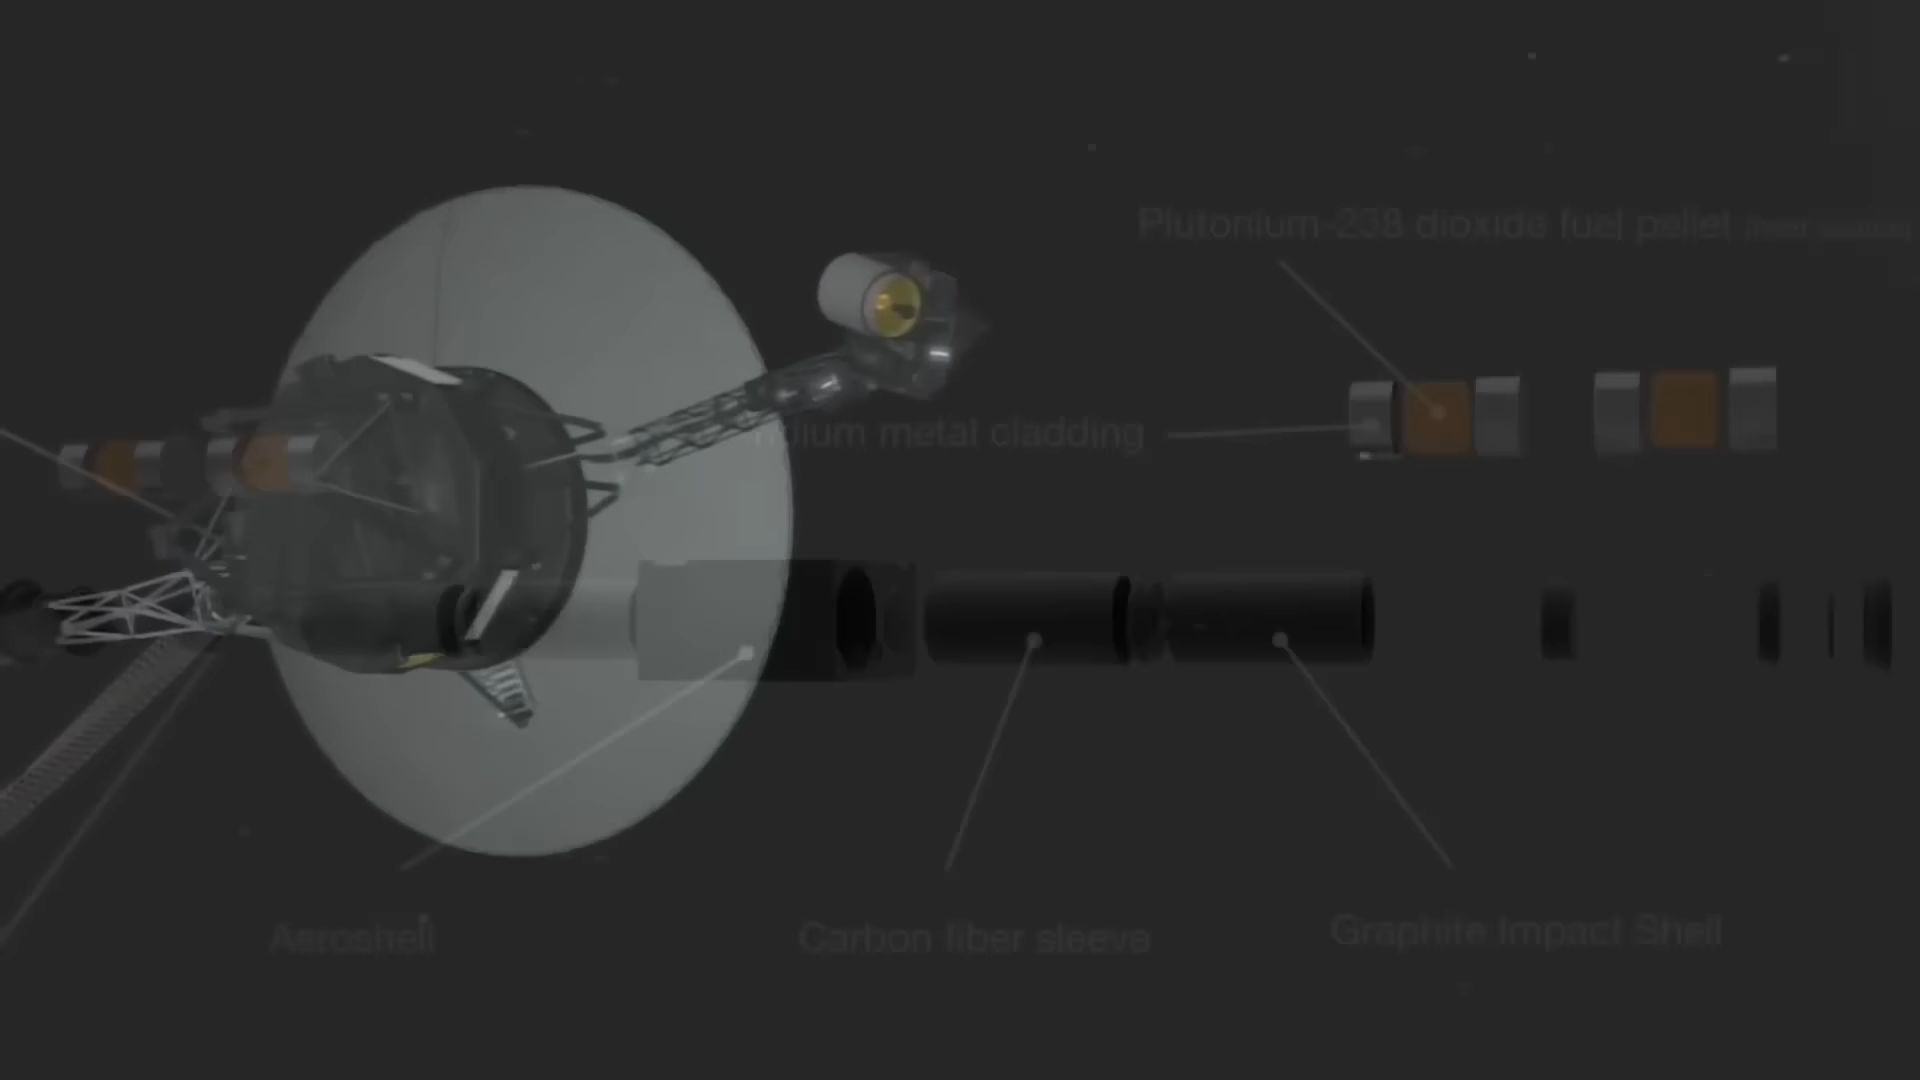 Plutonium-238 dioxide fuel pellet
metal cladding
Aeroshell
Carbon fiber sleeve
Graphite Impact Shell